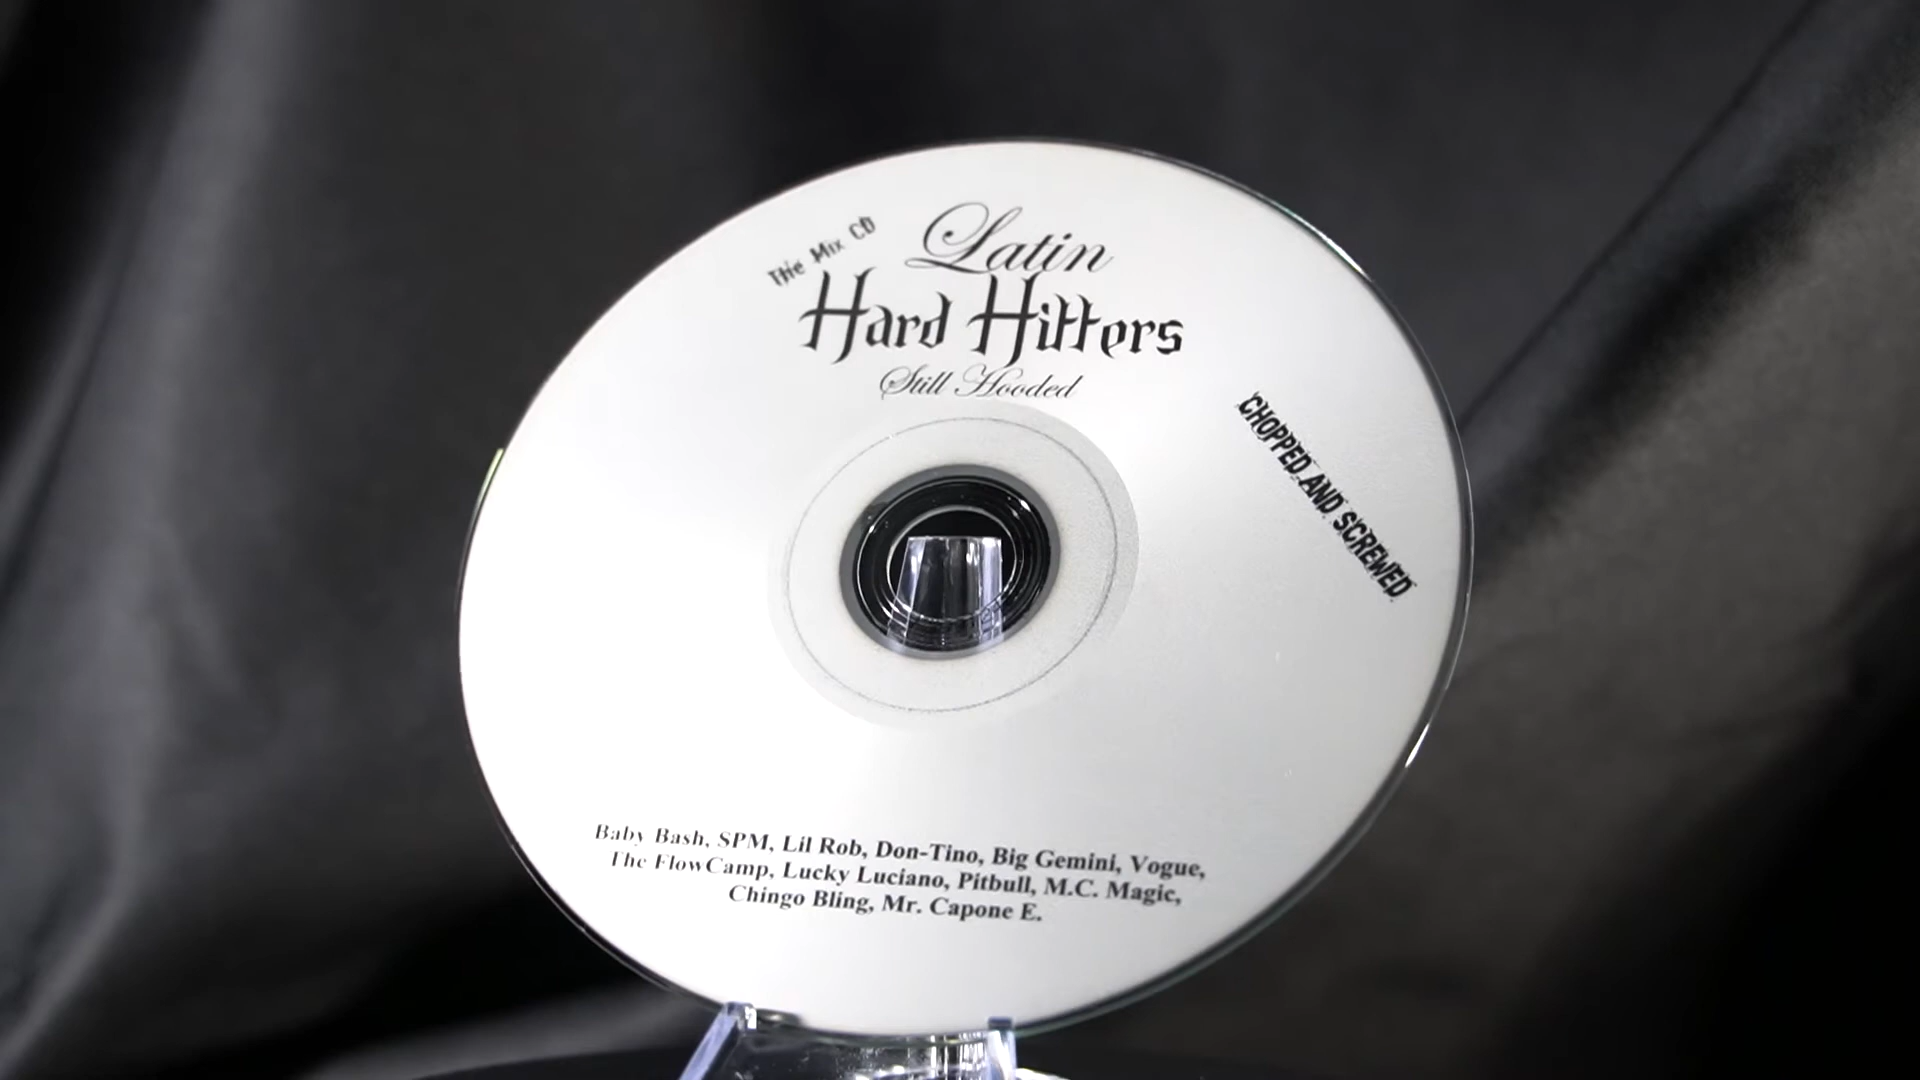 The Mix CD
Latin
Hard Hitters
Still Hooded
CHOPPED AND SCREWED
Baby Bash, SPM, Lil Rob, Don-Tino, Big Gemini, Vogue,
The FlowCamp, Lucky Luciano, Pitbull, M.C. Magic,
Chingo Bling, Mr. Capone E.